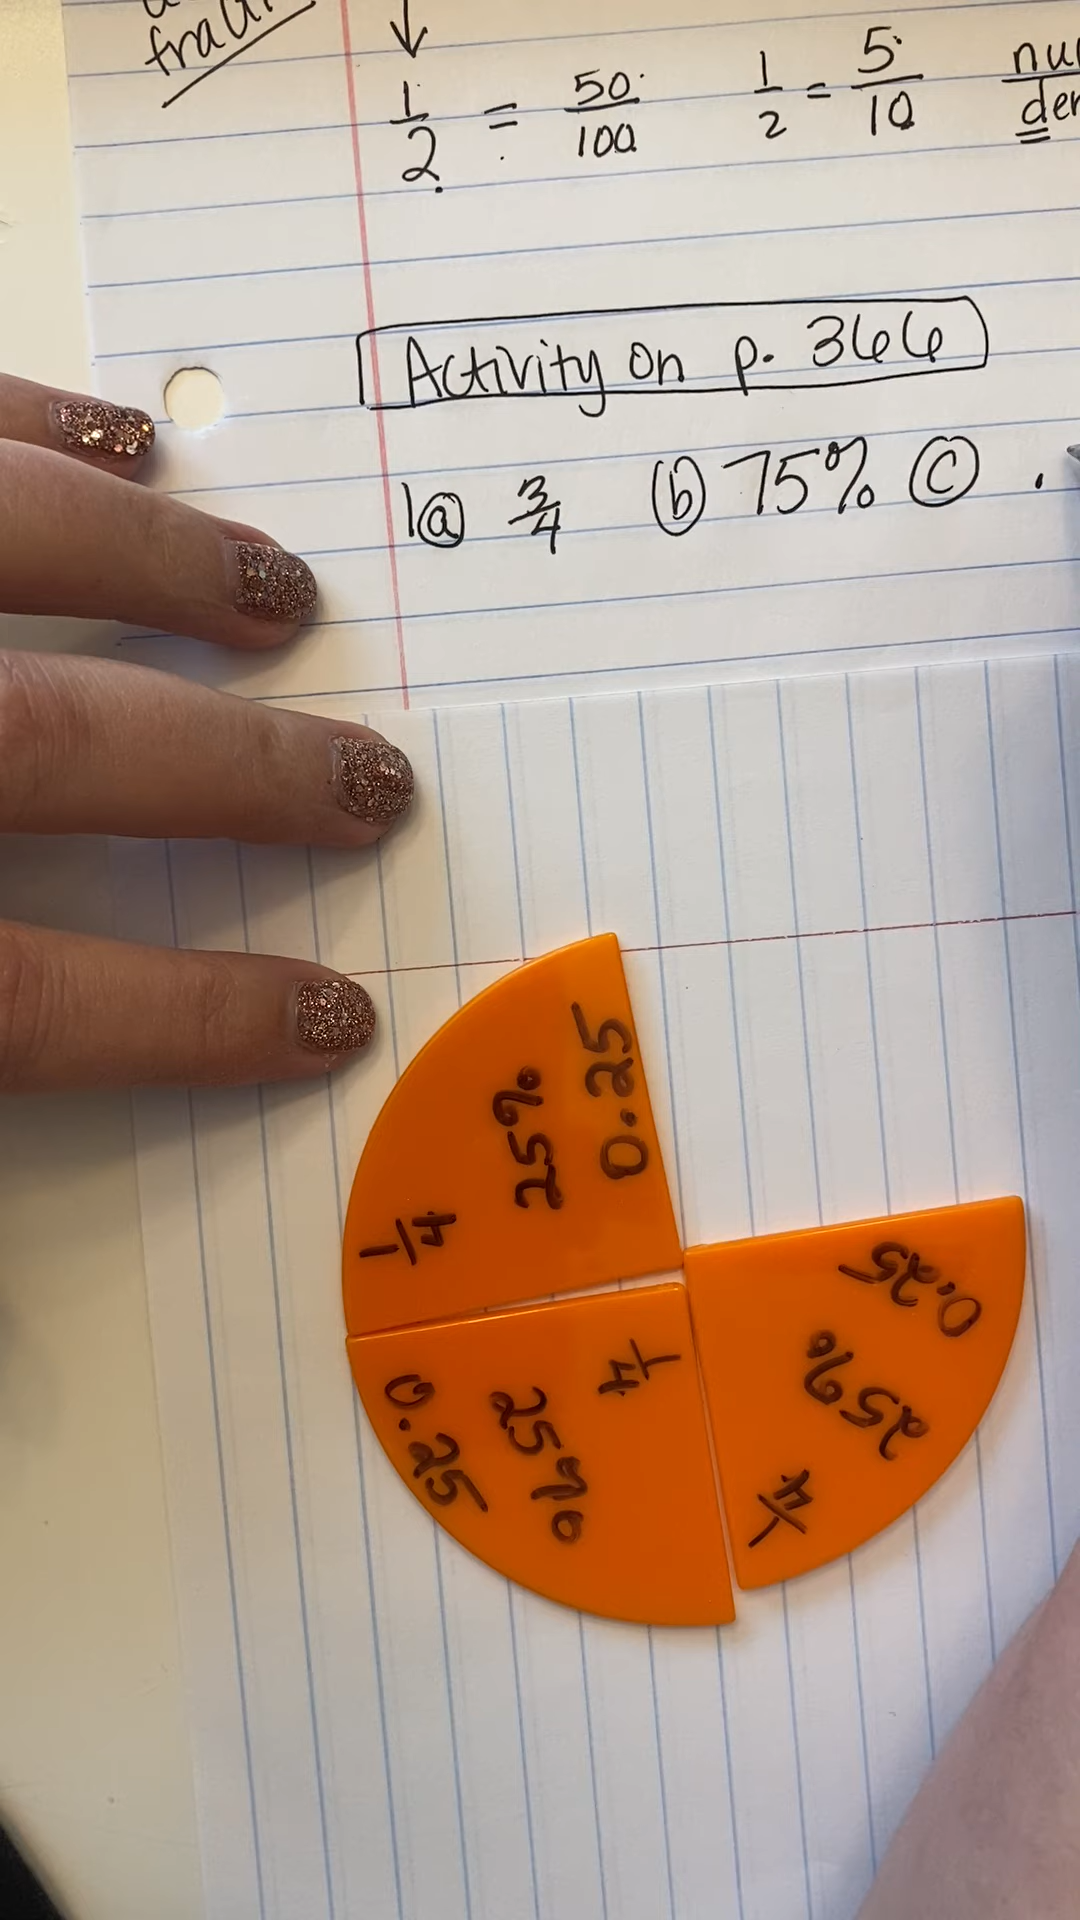 1/2 = 50/100 1/2 = 5/10
Activity on p. 366
1ⓐ 3/4 ⓑ 75% ⓒ .
1/4 25% 0.25
1/4 25% 0.25
1/4 25% 0.25